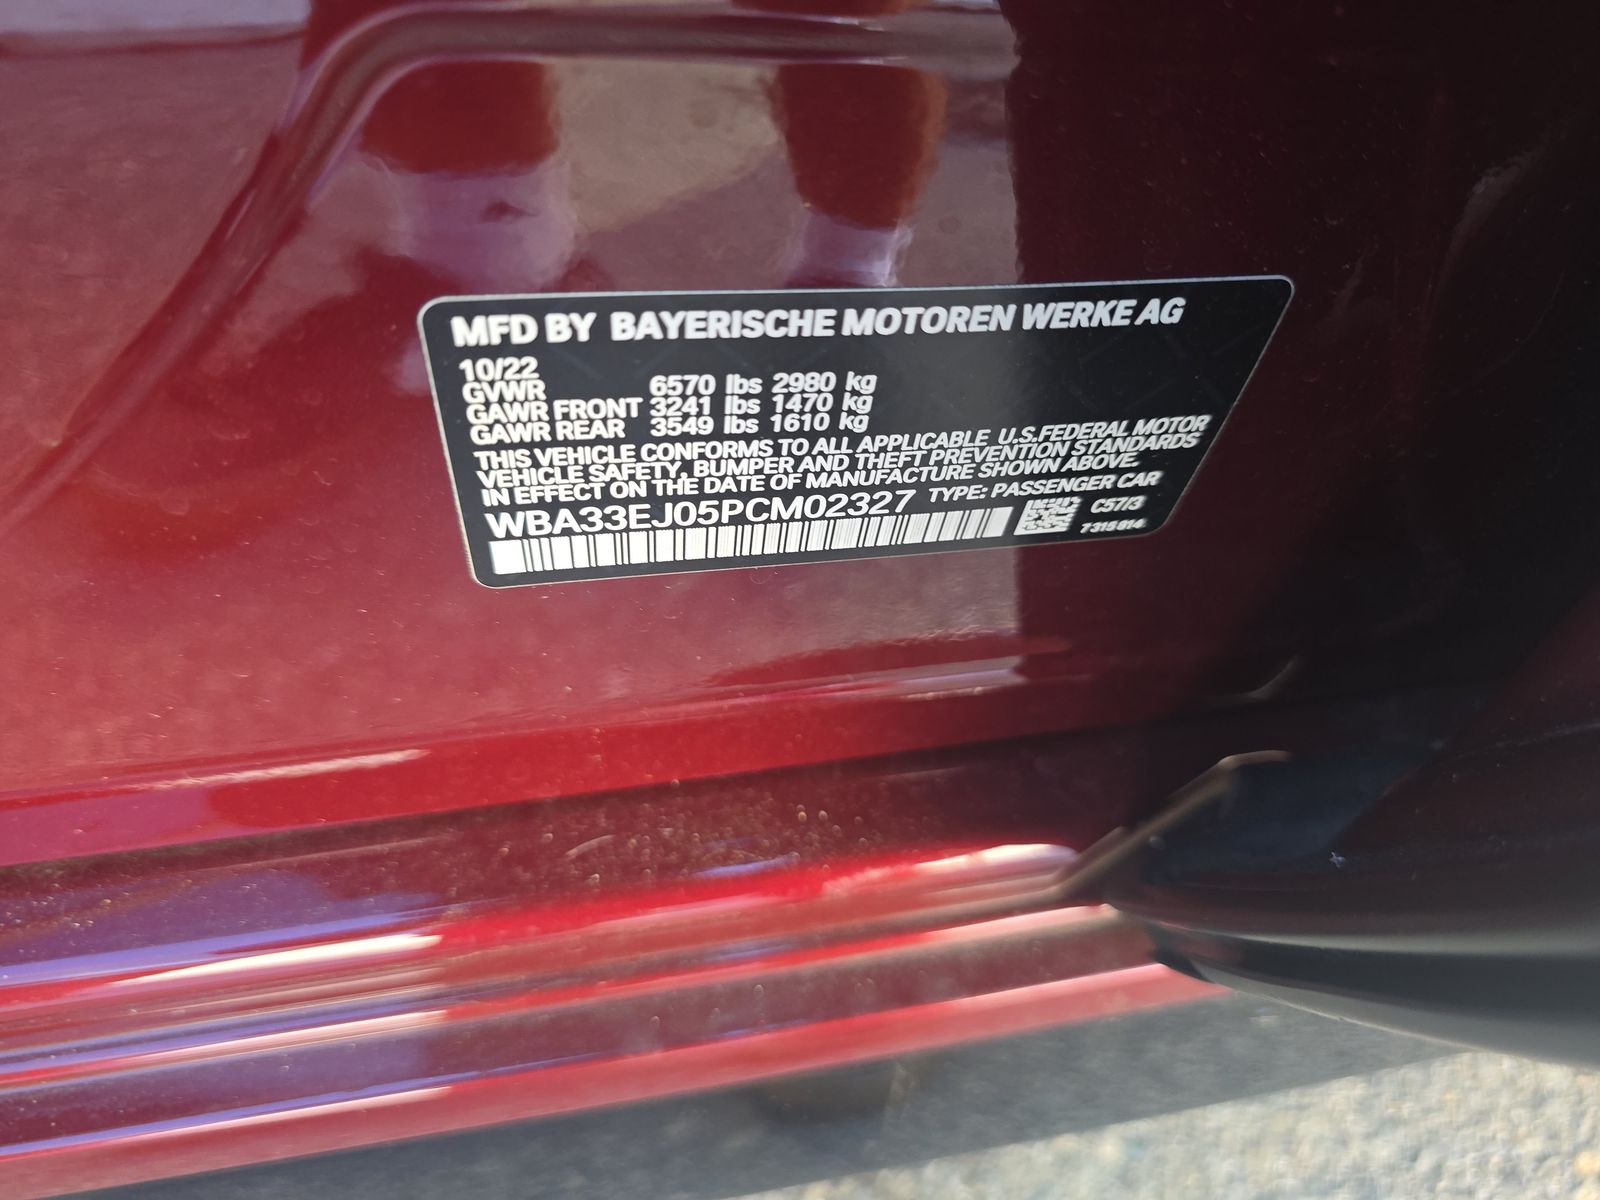 MFD BY BAYERISCHE MOTOREN WERKE AG
10/22
GVWR 6570 lbs 2980 kg
GAWR FRONT 3241 lbs 1470 kg
GAWR REAR 3549 lbs 1610 kg
THIS VEHICLE CONFORMS TO ALL APPLICABLE U.S.FEDERAL MOTOR
VEHICLE SAFETY, BUMPER AND THEFT PREVENTION STANDARDS
IN EFFECT ON THE DATE OF MANUFACTURE SHOWN ABOVE.
WBA33EJ05PCM02327 TYPE: PASSENGER CAR
C57/3
7315814